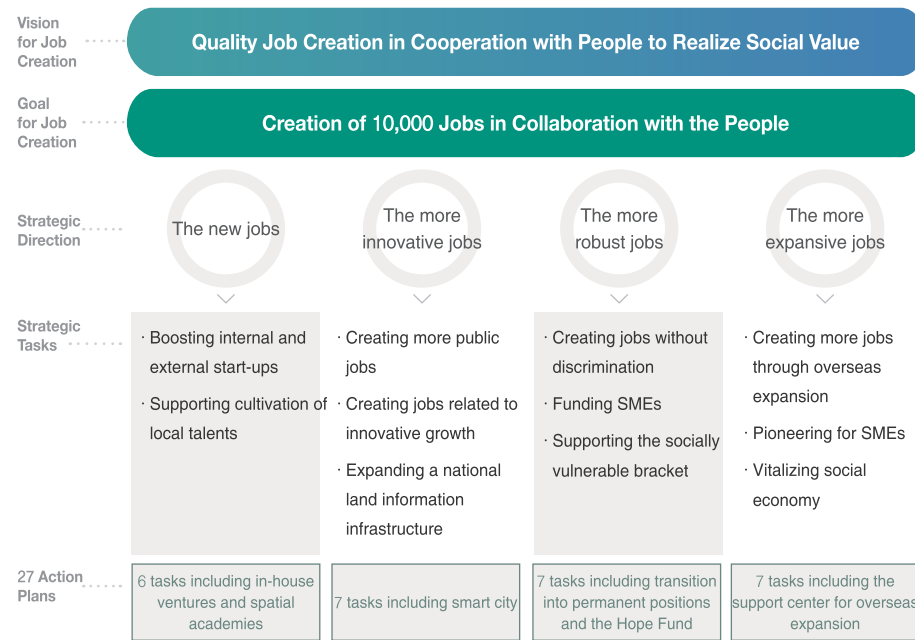 Vision
for Job
Creation
Quality Job Creation in Cooperation with People to Realize Social Value
Goal
for Job
Creation
Creation of 10,000 Jobs in Collaboration with the People
Strategic
Direction
The new jobs
The more
innovative jobs
The more
robust jobs
The more
expansive jobs
Strategic
Tasks
· Boosting internal and
external start-ups
· Supporting cultivation of
local talents
· Creating more public
jobs
· Creating jobs related to
innovative growth
· Expanding a national
land information
infrastructure
· Creating jobs without
discrimination
· Funding SMEs
· Supporting the socially
vulnerable bracket
· Creating more jobs
through overseas
expansion
· Pioneering for SMEs
· Vitalizing social
economy
27 Action
Plans
6 tasks including in-house
ventures and spatial
academies
7 tasks including smart city
7 tasks including transition
into permanent positions
and the Hope Fund
7 tasks including the
support center for overseas
expansion